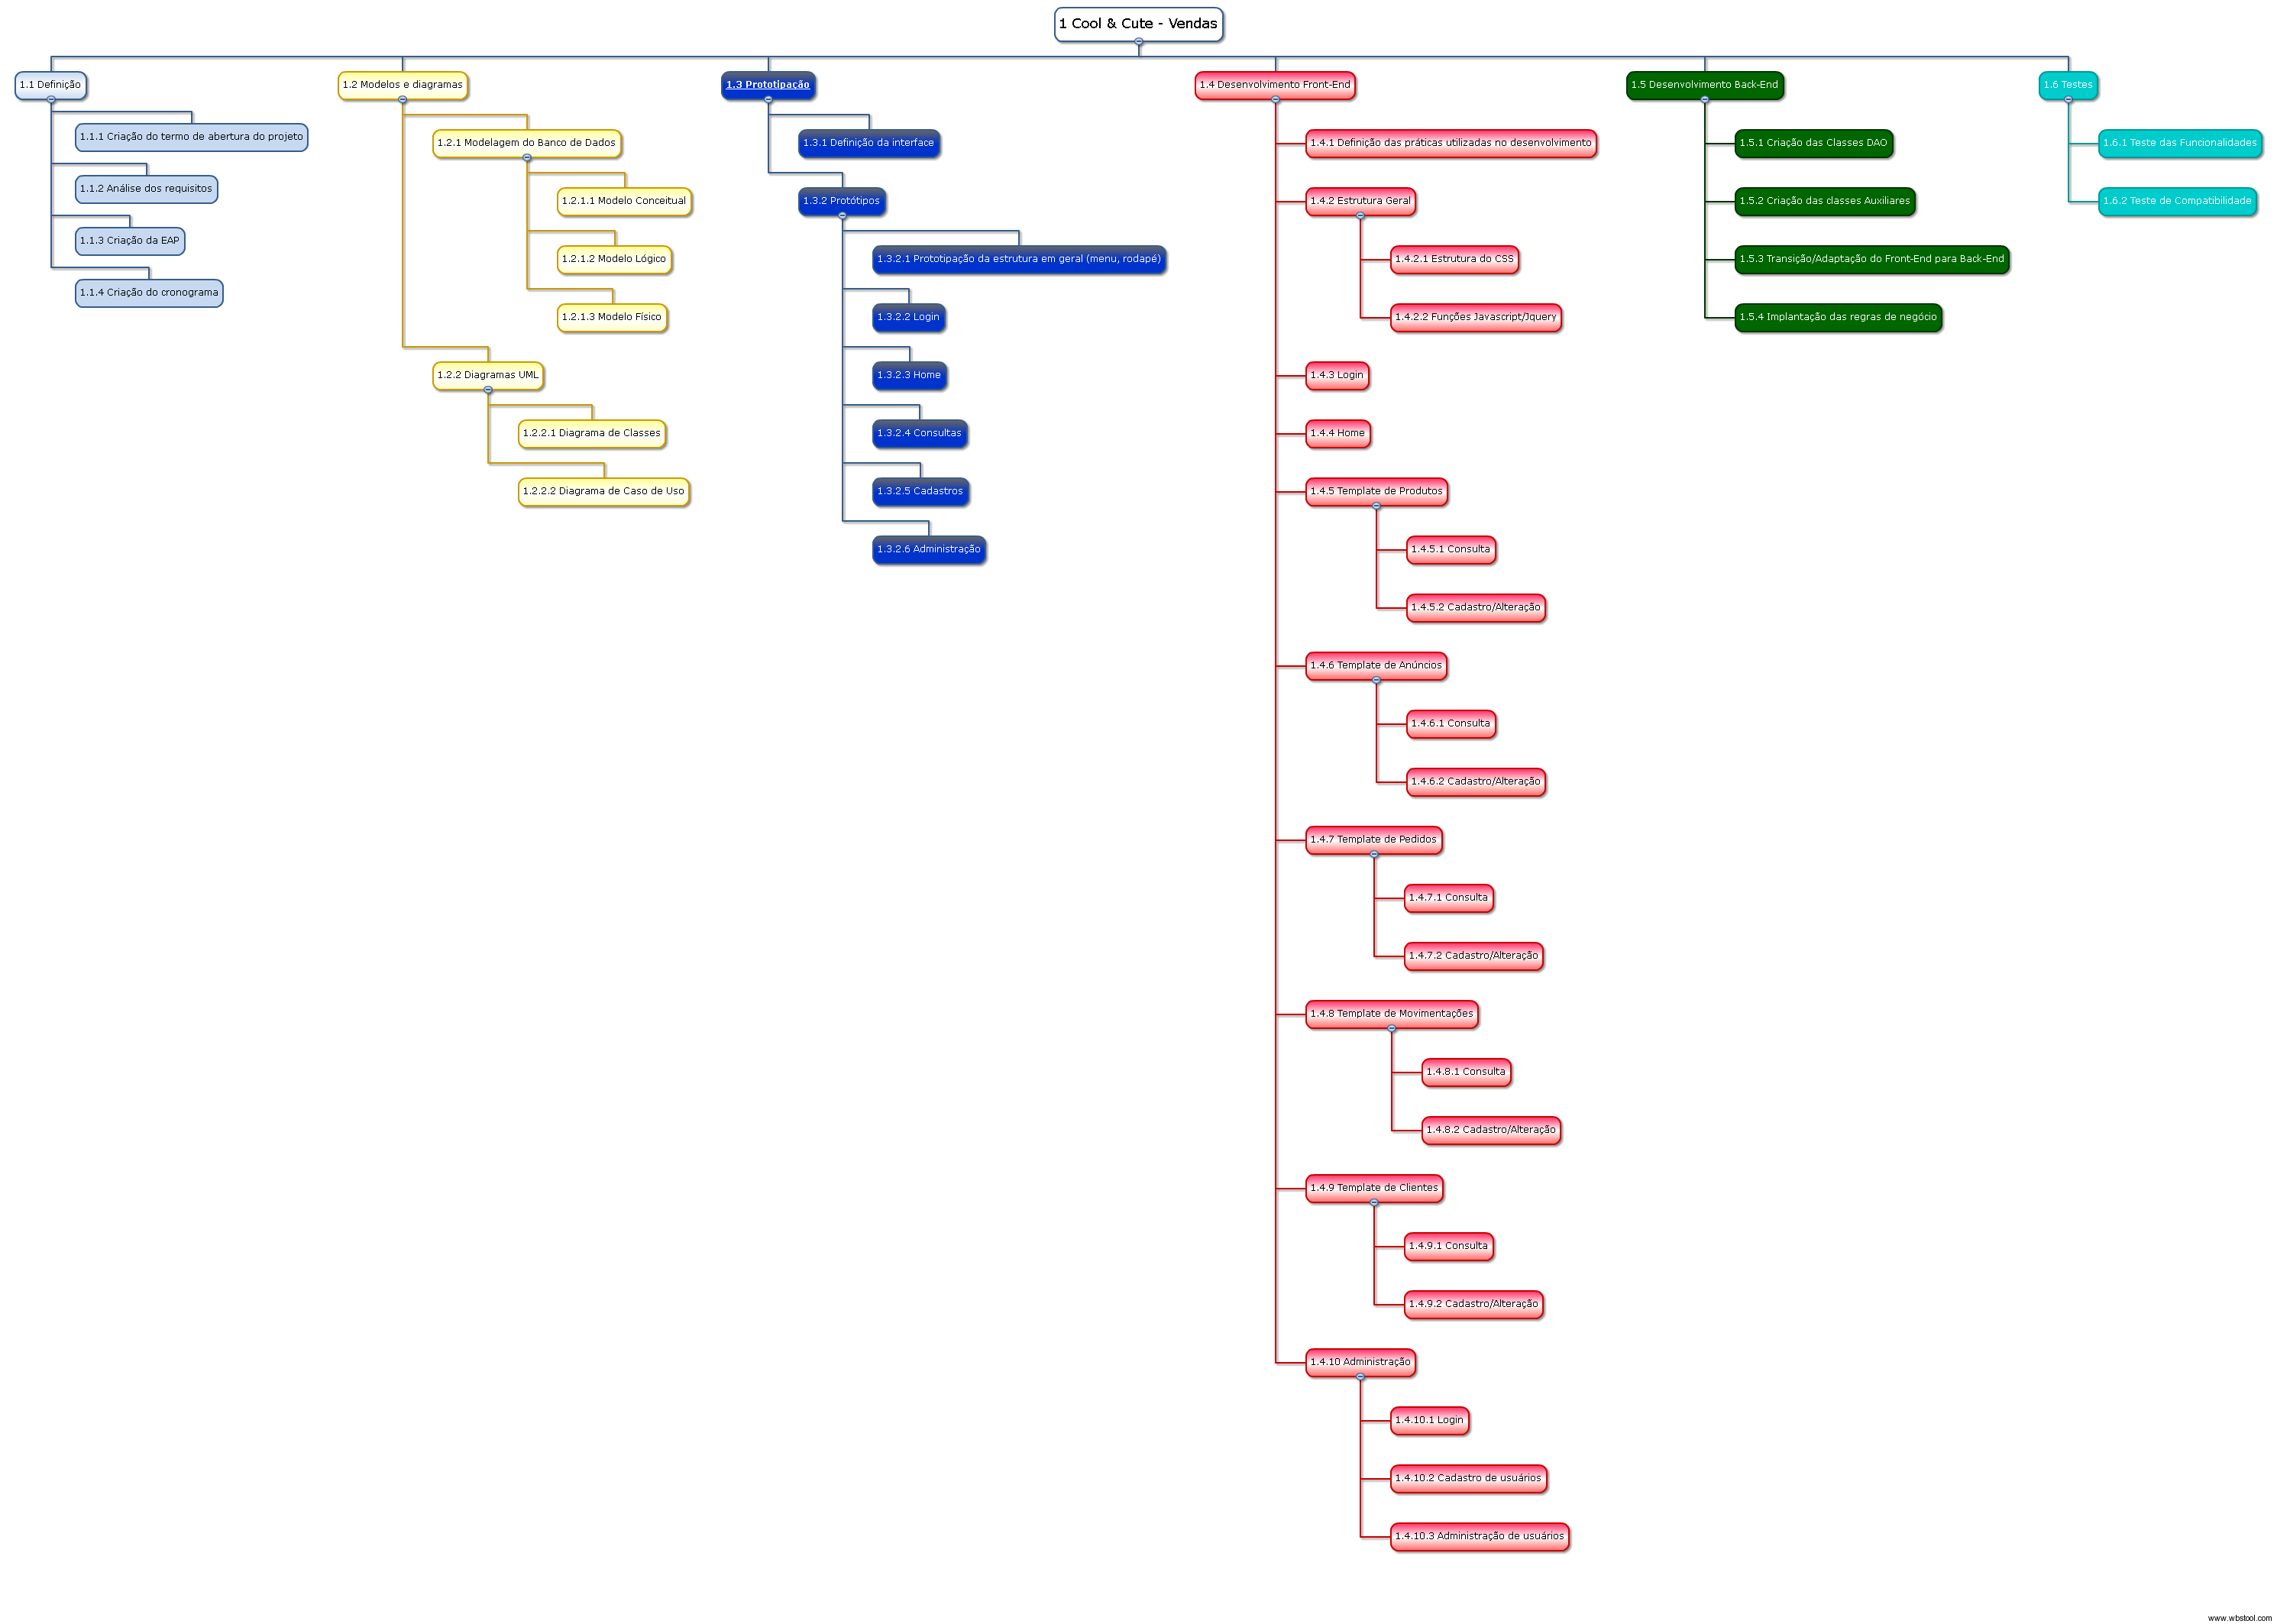 1 Cool & Cute - Vendas
1.1 Definição
1.1.1 Criação do termo de abertura do projeto
1.1.2 Análise dos requisitos
1.1.3 Criação da EAP
1.1.4 Criação do cronograma
1.2 Modelos e diagramas
1.2.1 Modelagem do Banco de Dados
1.2.1.1 Modelo Conceitual
1.2.1.2 Modelo Lógico
1.2.1.3 Modelo Físico
1.2.2 Diagramas UML
1.2.2.1 Diagrama de Classes
1.2.2.2 Diagrama de Caso de Uso
1.3 Prototipação
1.3.1 Definição da interface
1.3.2 Protótipos
1.3.2.1 Prototipação da estrutura em geral (menu, rodapé)
1.3.2.2 Login
1.3.2.3 Home
1.3.2.4 Consultas
1.3.2.5 Cadastros
1.3.2.6 Administração
1.4 Desenvolvimento Front-End
1.4.1 Definição das práticas utilizadas no desenvolvimento
1.4.2 Estrutura Geral
1.4.2.1 Estrutura do CSS
1.4.2.2 Funções Javascript/Jquery
1.4.3 Login
1.4.4 Home
1.4.5 Template de Produtos
1.4.5.1 Consulta
1.4.5.2 Cadastro/Alteração
1.4.6 Template de Anúncios
1.4.6.1 Consulta
1.4.6.2 Cadastro/Alteração
1.4.7 Template de Pedidos
1.4.7.1 Consulta
1.4.7.2 Cadastro/Alteração
1.4.8 Template de Movimentações
1.4.8.1 Consulta
1.4.8.2 Cadastro/Alteração
1.4.9 Template de Clientes
1.4.9.1 Consulta
1.4.9.2 Cadastro/Alteração
1.4.10 Administração
1.4.10.1 Login
1.4.10.2 Cadastro de usuários
1.4.10.3 Administração de usuários
1.5 Desenvolvimento Back-End
1.5.1 Criação das Classes DAO
1.5.2 Criação das classes Auxiliares
1.5.3 Transição/Adaptação do Front-End para Back-End
1.5.4 Implantação das regras de negócio
1.6 Testes
1.6.1 Teste das Funcionalidades
1.6.2 Teste de Compatibilidade
www.wbstool.com